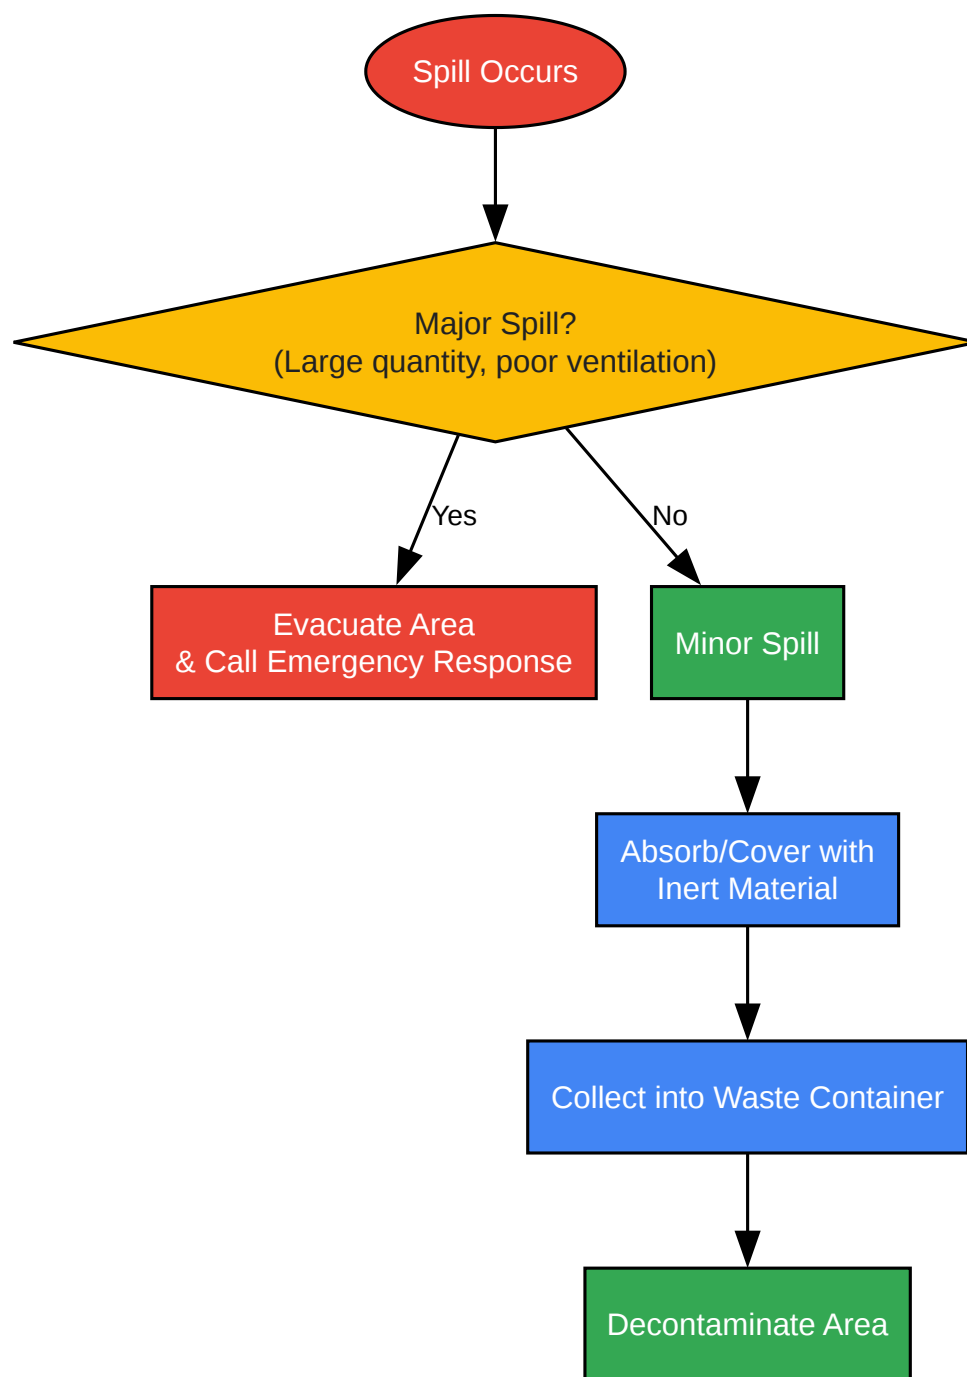 Spill Occurs
Major Spill?
(Large quantity, poor ventilation)
Yes
No
Evacuate Area
& Call Emergency Response
Minor Spill
Absorb/Cover with
Inert Material
Collect into Waste Container
Decontaminate Area